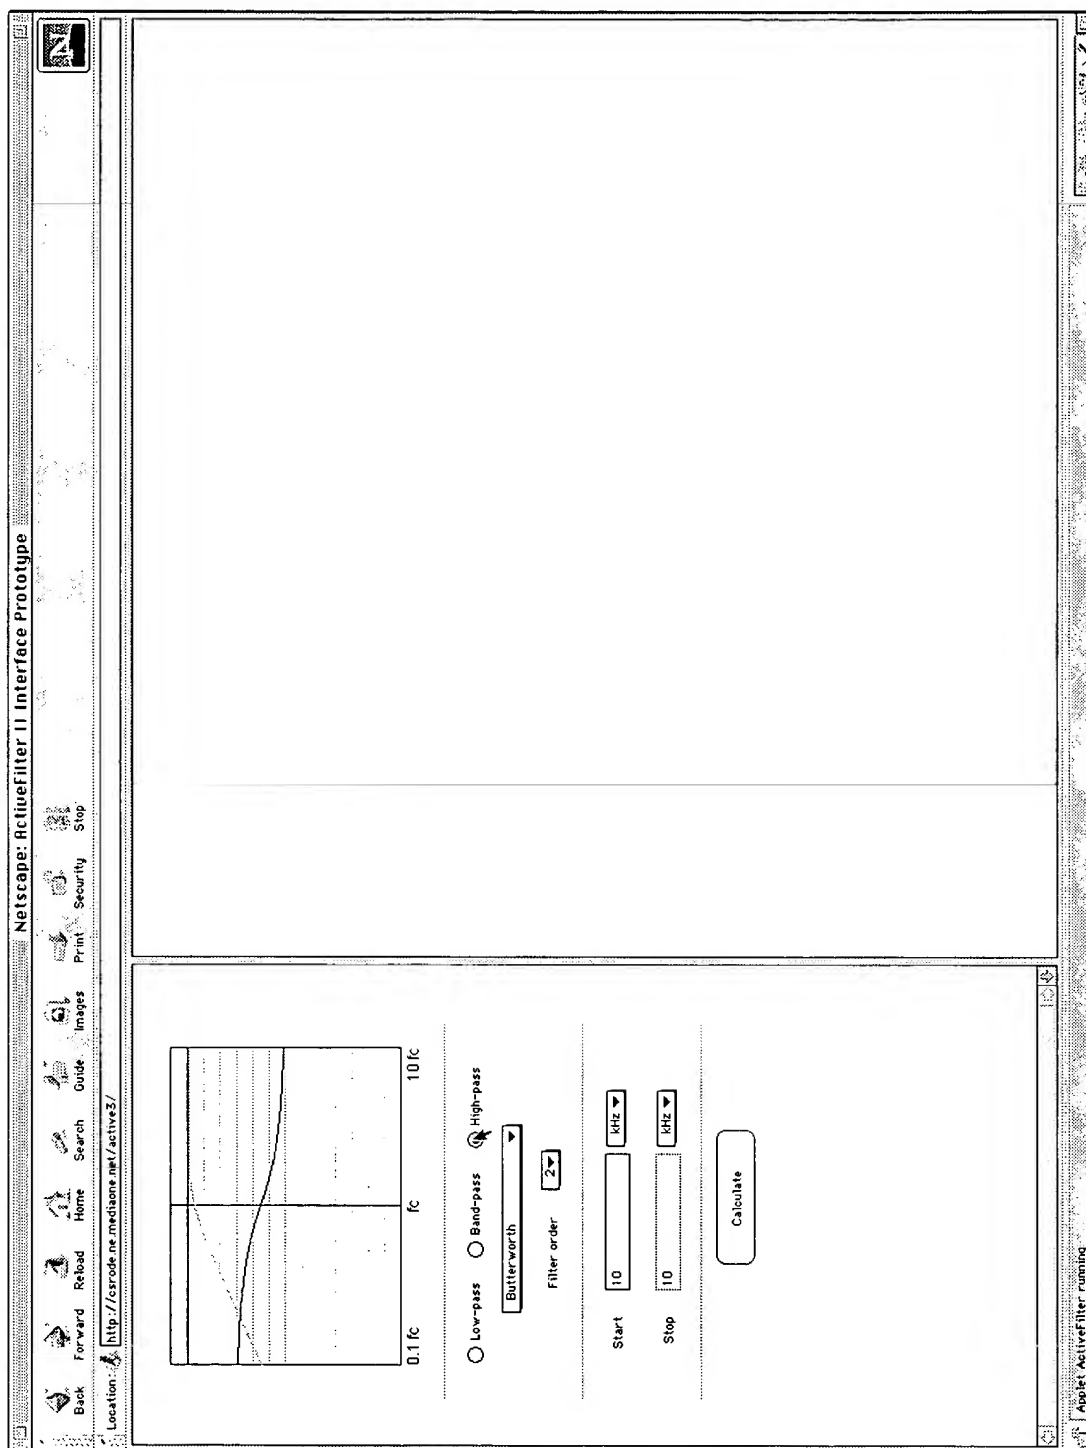 Netscape: ActiveFilter II Interface Prototype
Back Forward Reload Home Search Guide Images Print Security Stop
N
Location: http://csrode.ne.mediaone.net/active3/
0.1 fc fc 10 fc
Low-pass Band-pass High-pass
Butterworth
Filter order 2
Start 10 kHz
Stop 10 kHz
Calculate
Applet ActiveFilter running